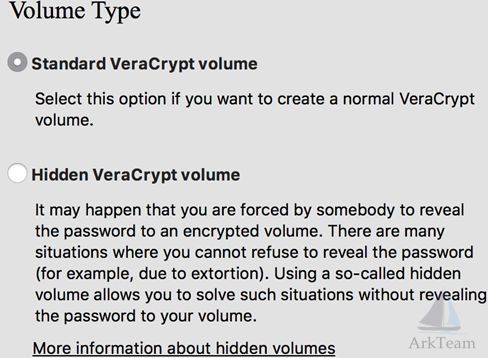 Volume Type
Standard VeraCrypt volume
Select this option if you want to create a normal VeraCrypt
volume.
Hidden VeraCrypt volume
It may happen that you are forced by somebody to reveal
the password to an encrypted volume. There are many
situations where you cannot refuse to reveal the password
(for example, due to extortion). Using a so-called hidden
volume allows you to solve such situations without revealing
the password to your volume.
More information about hidden volumes
ArkTeam